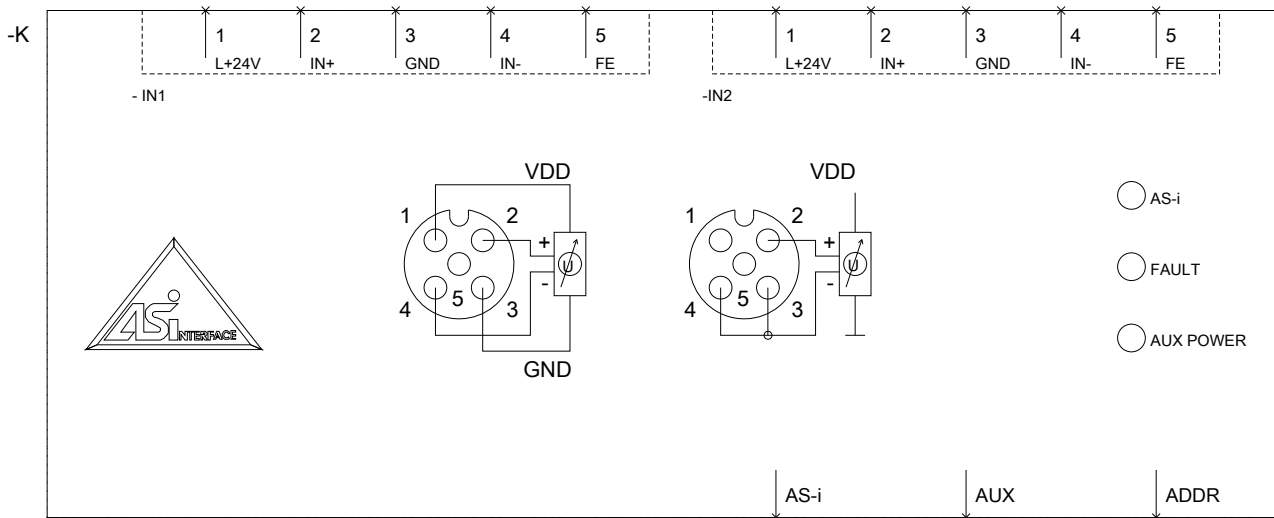 -K
1 2 3 4 5 1 2 3 4 5
L+24V IN+ GND IN- FE L+24V IN+ GND IN- FE
- IN1 -IN2
VDD VDD
1 2 1 2
+ +
U U
- -
4 5 3 4 5 3
GND
ASi INTERFACE
AS-i
FAULT
AUX POWER
AS-i AUX ADDR